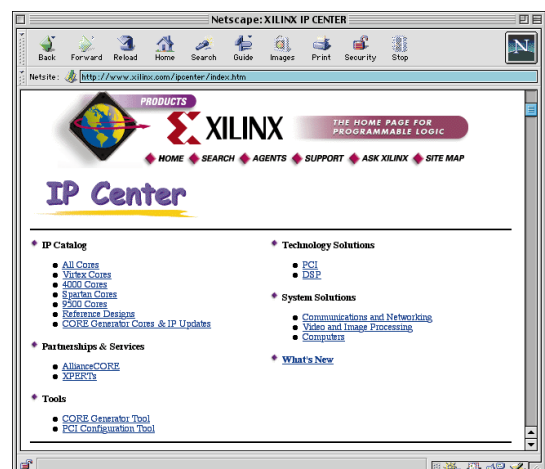 Netscape: XILINX IP CENTER
Back Forward Reload Home Search Guide Images Print Security Stop
N
Netsite: http://www.xilinx.com/ipcenter/index.htm
PRODUCTS
XILINX
THE HOME PAGE FOR
PROGRAMMABLE LOGIC
HOME SEARCH AGENTS SUPPORT ASK XILINX SITE MAP
IP Center
IP Catalog
All Cores
Virtex Cores
4000 Cores
Spartan Cores
9500 Cores
Reference Designs
CORE Generator Cores & IP Updates
Partnerships & Services
AllianceCORE
XPERTs
Tools
CORE Generator Tool
PCI Configuration Tool
Technology Solutions
PCI
DSP
System Solutions
Communications and Networking
Video and Image Processing
Computers
What's New